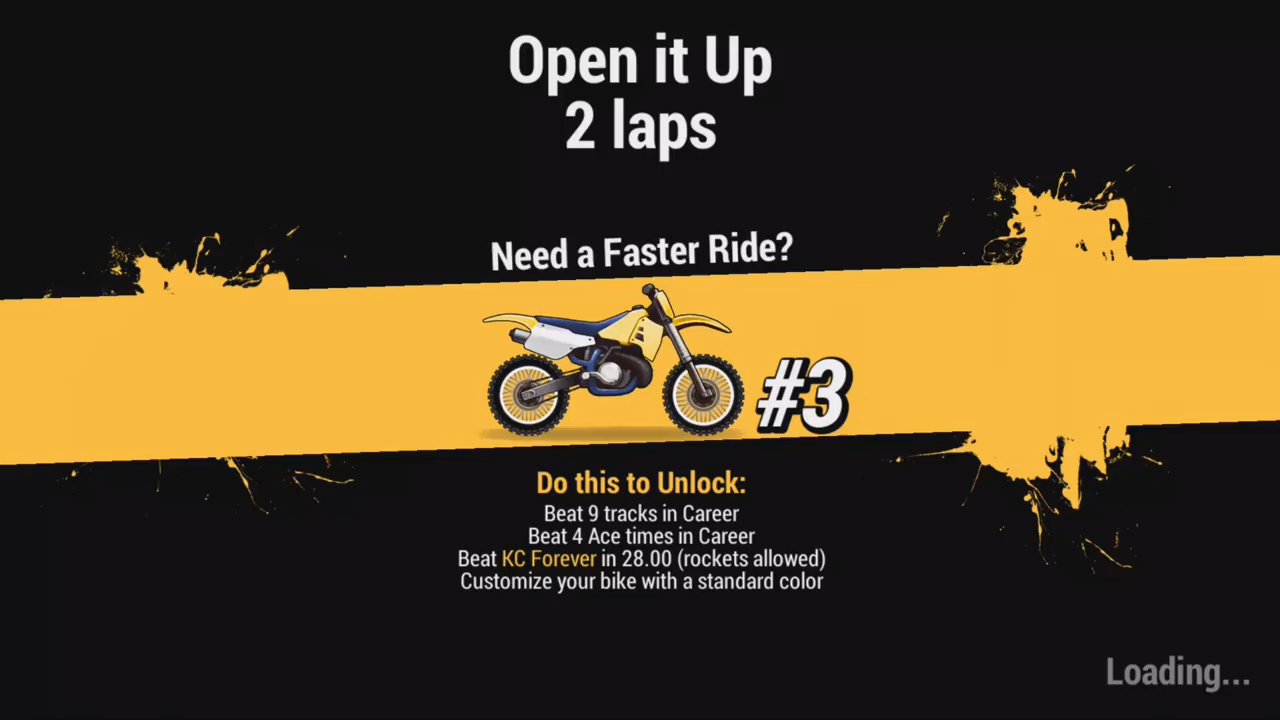 Open it Up
2 laps
Need a Faster Ride?
#3
Do this to Unlock:
Beat 9 tracks in Career
Beat 4 Ace times in Career
Beat KC Forever in 28.00 (rockets allowed)
Customize your bike with a standard color
Loading...